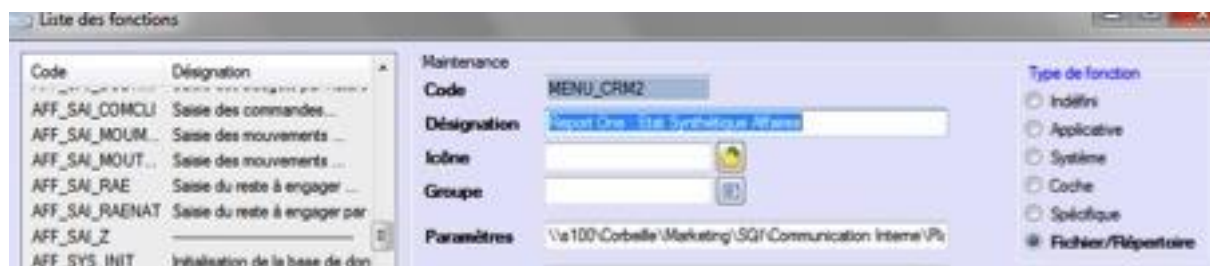 Liste des fonctions
Code Désignation
AFF_SAI_COMCLI Saisie des commandes...
AFF_SAI_MOUM... Saisie des mouvements ...
AFF_SAI_MOUT... Saisie des mouvements ...
AFF_SAI_RAE Saisie du reste à engager ...
AFF_SAI_RAENAT Saisie du reste à engager par
AFF_SAI_Z
AFF_SYS_INIT Initialisation de la base de don
Maintenance
Code MENU_CRM2
Désignation Report One : Etat Synthétique Affaires
Icône
Groupe
Paramètres \\a100\Corbeille\Marketing\SQI\Communication Interne\Pla
Type de fonction
Indéfini
Applicative
Système
Coche
Spécifique
Fichier/Répertoire